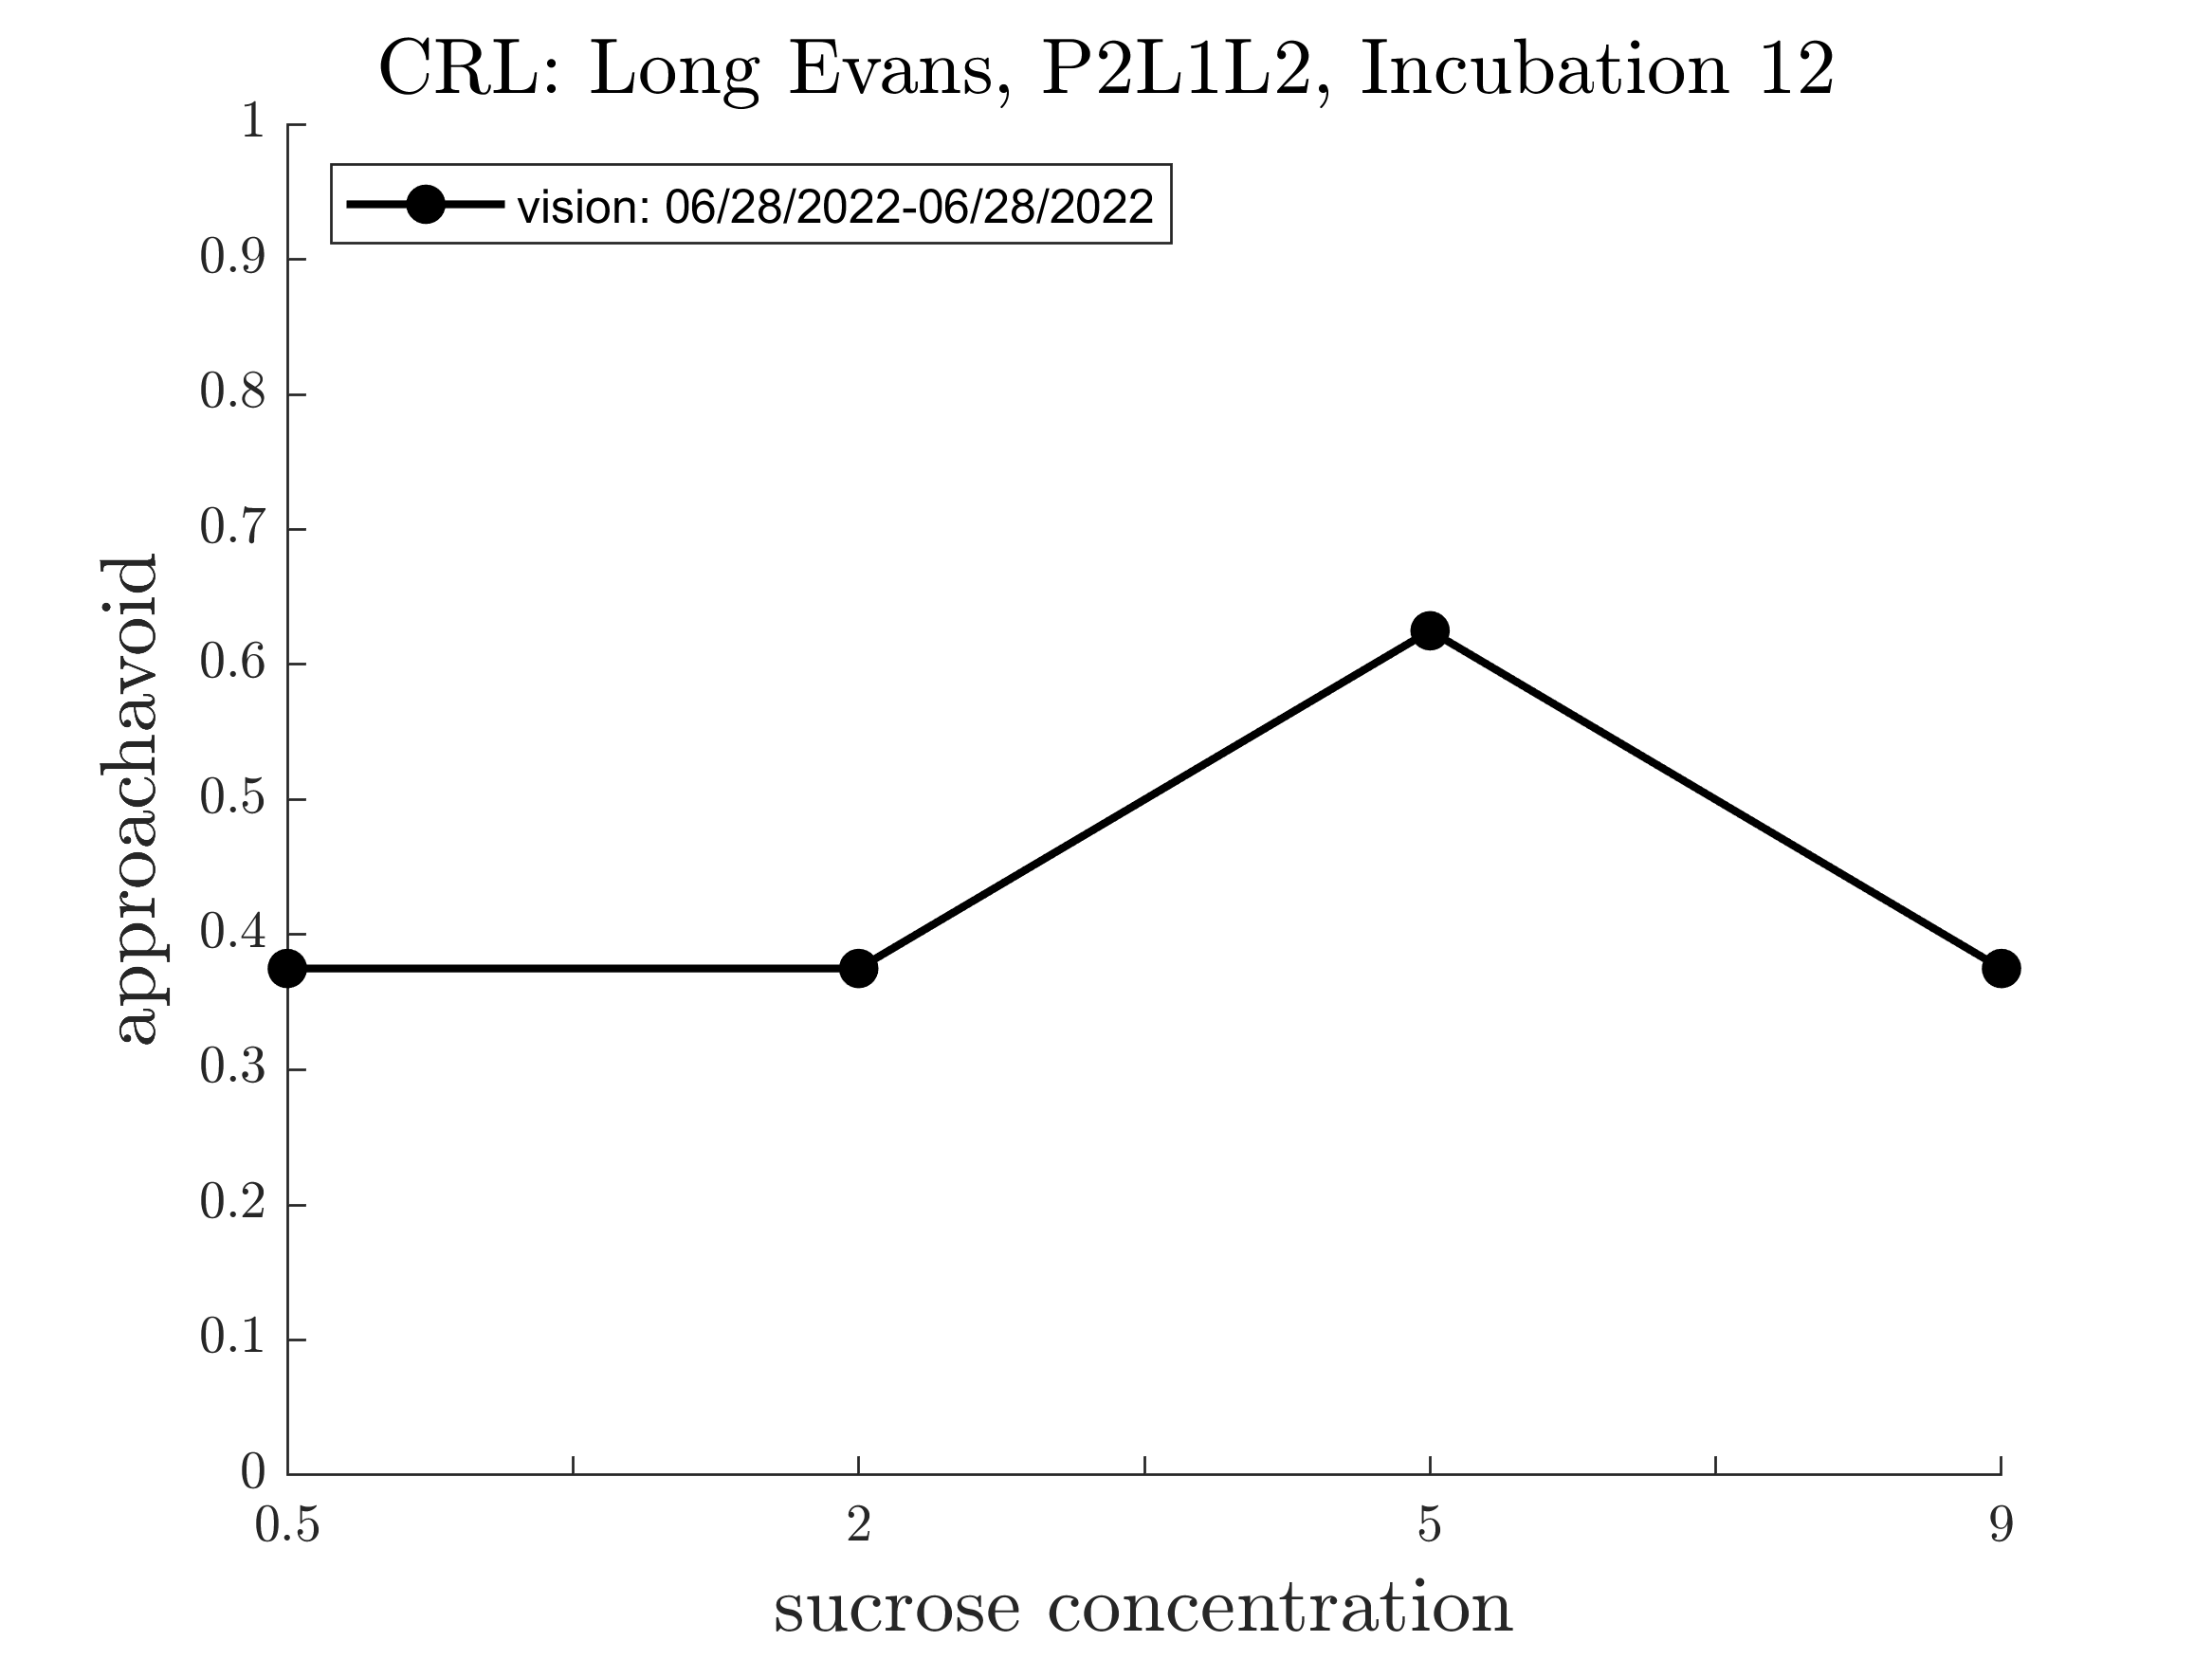 CRL: Long Evans, P2L1L2, Incubation 12
1
vision: 06/28/2022-06/28/2022
0.9
0.8
0.7
0.6
0.5
0.4
0.3
0.2
0.1
0
approachavoid
0.5 2 5 9
sucrose concentration